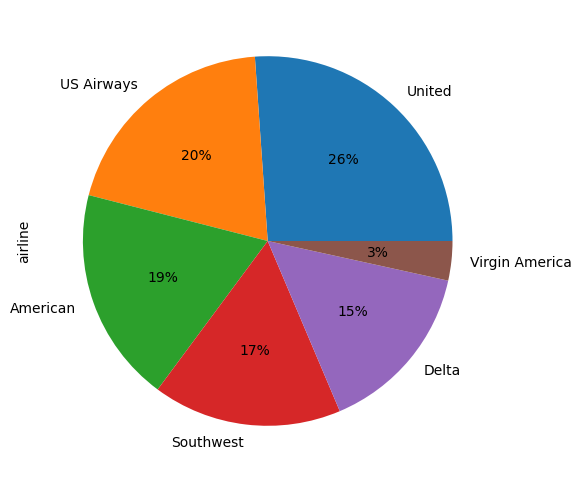 United
US Airways
26%
20%
airline
3%
Virgin America
19%
American
15%
17%
Delta
Southwest